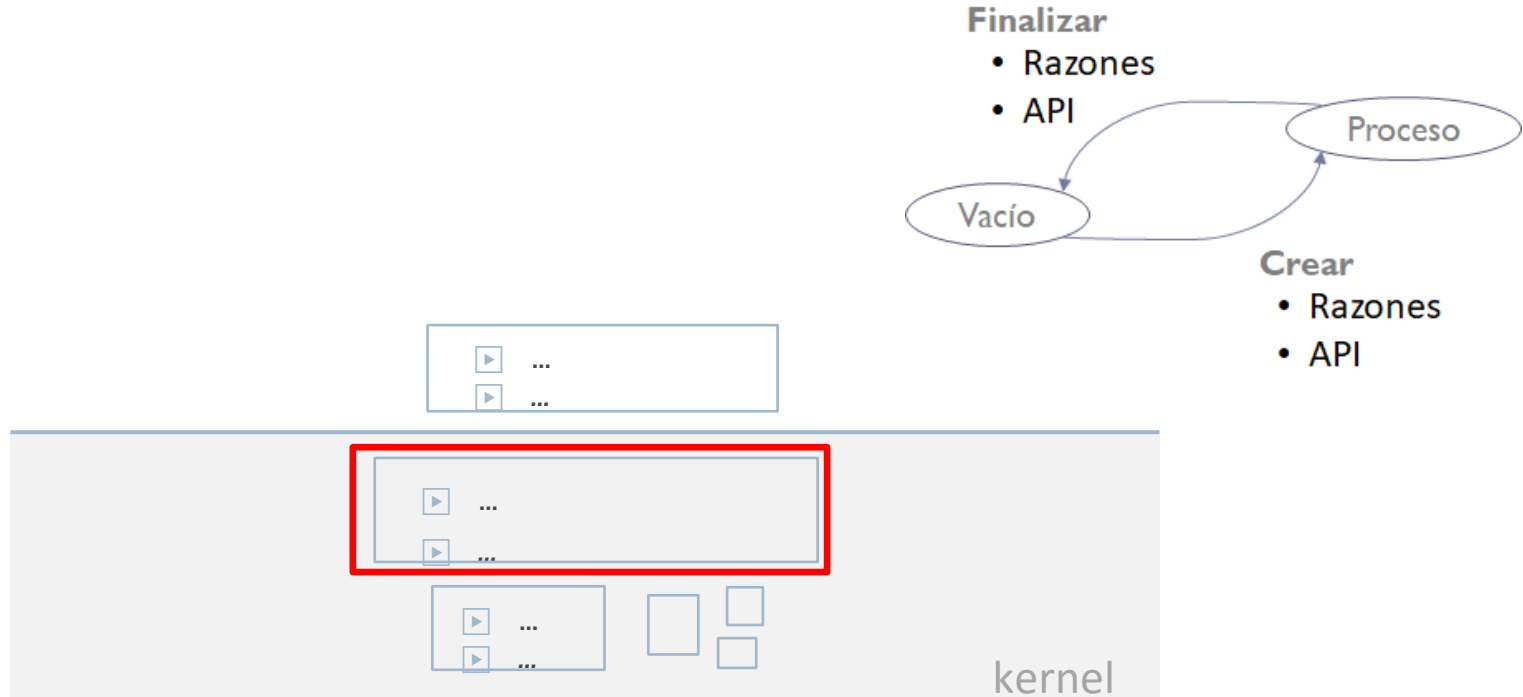 Finalizar
• Razones
• API
Proceso
Vacío
Crear
• Razones
• API
...
...
...
...
...
...
kernel